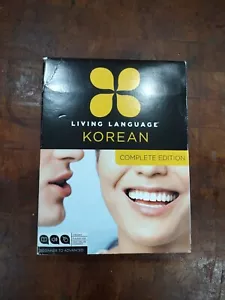 LIVING LANGUAGE®
KOREAN
COMPLETE EDITION
BEGINNER TO ADVANCED